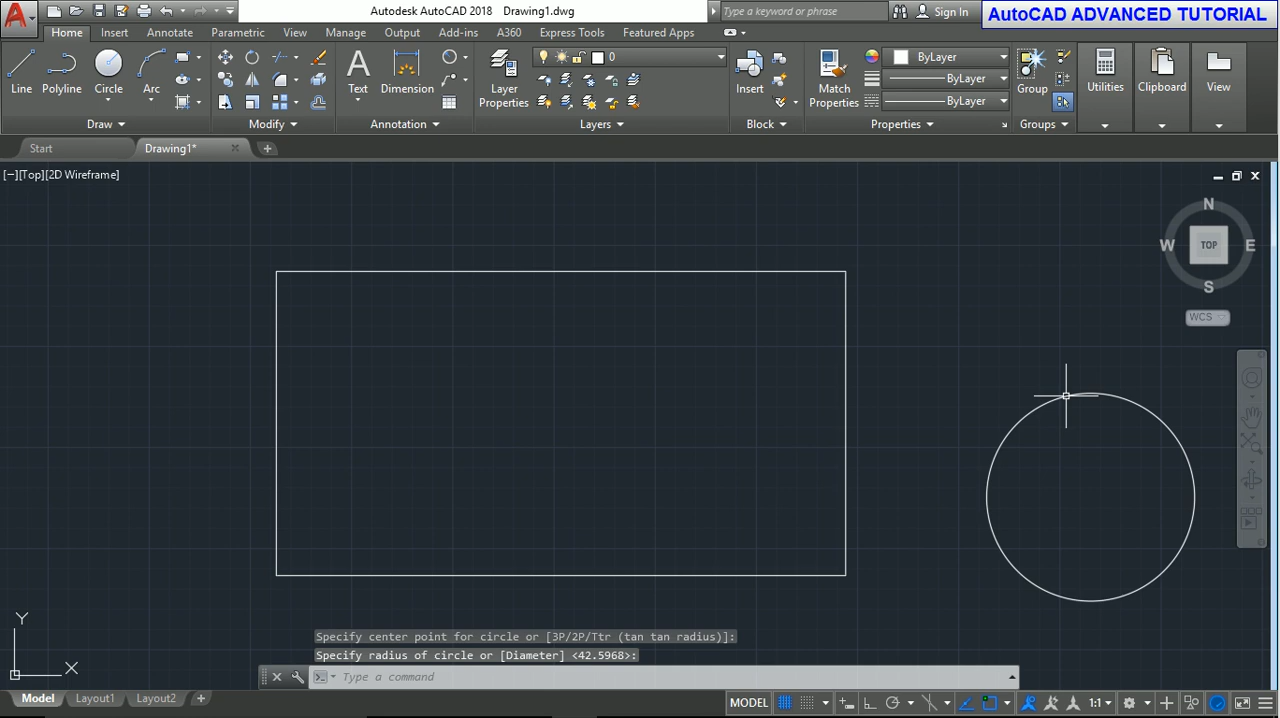 Autodesk AutoCAD 2018 Drawing1.dwg
Type a keyword or phrase
Sign In
AutoCAD ADVANCED TUTORIAL
Home Insert Annotate Parametric View Manage Output Add-ins A360 Express Tools Featured Apps
0
ByLayer
ByLayer
ByLayer
Line Polyline Circle Arc
Text Dimension
Layer Properties
Insert
Match Properties
Group
Utilities
Clipboard
View
Draw Modify Annotation Layers Block Properties Groups
Start Drawing1*
[−][Top][2D Wireframe]
N
W TOP E
S
WCS
Y
X
Specify center point for circle or [3P/2P/Ttr (tan tan radius)]:
Specify radius of circle or [Diameter] <42.5968>:
Type a command
Model Layout1 Layout2
MODEL
1:1